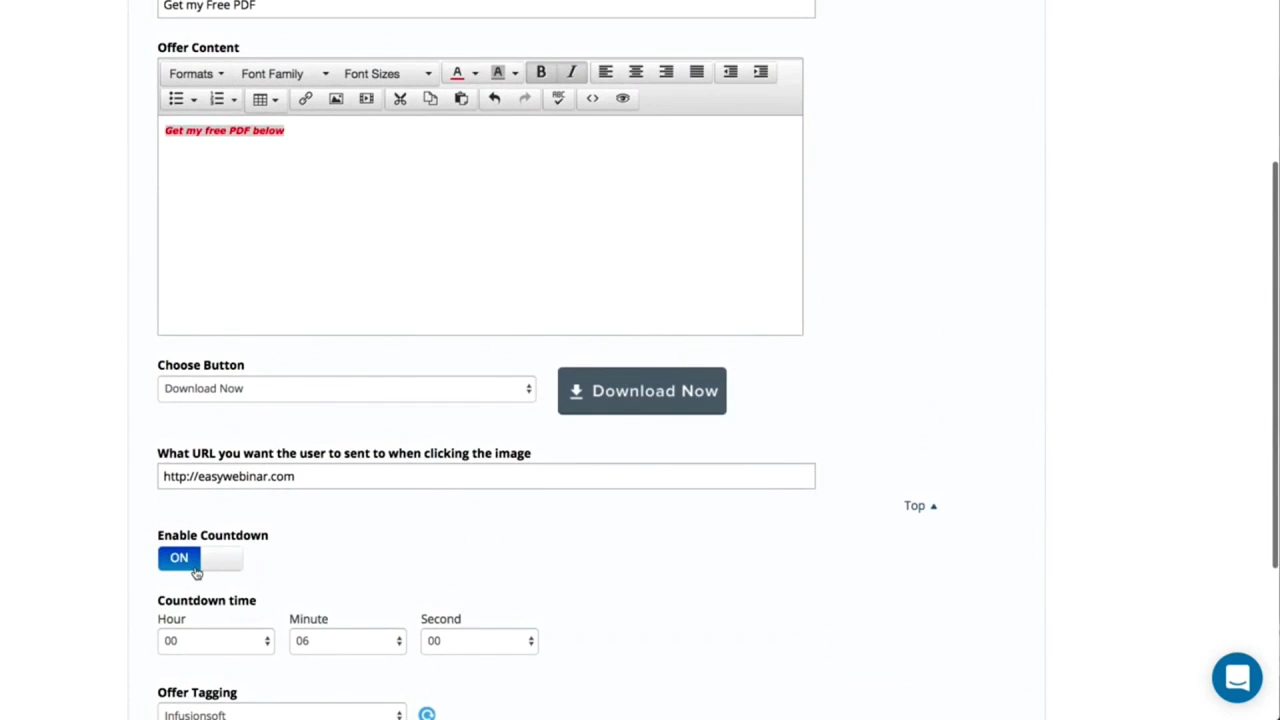 Get my Free PDF
Offer Content
Formats Font Family Font Sizes A A B I
ABC
Get my free PDF below
Choose Button
Download Now
Download Now
What URL you want the user to sent to when clicking the image
http://easywebinar.com
Top
Enable Countdown
ON
Countdown time
Hour Minute Second
00 06 00
Offer Tagging
Infusionsoft